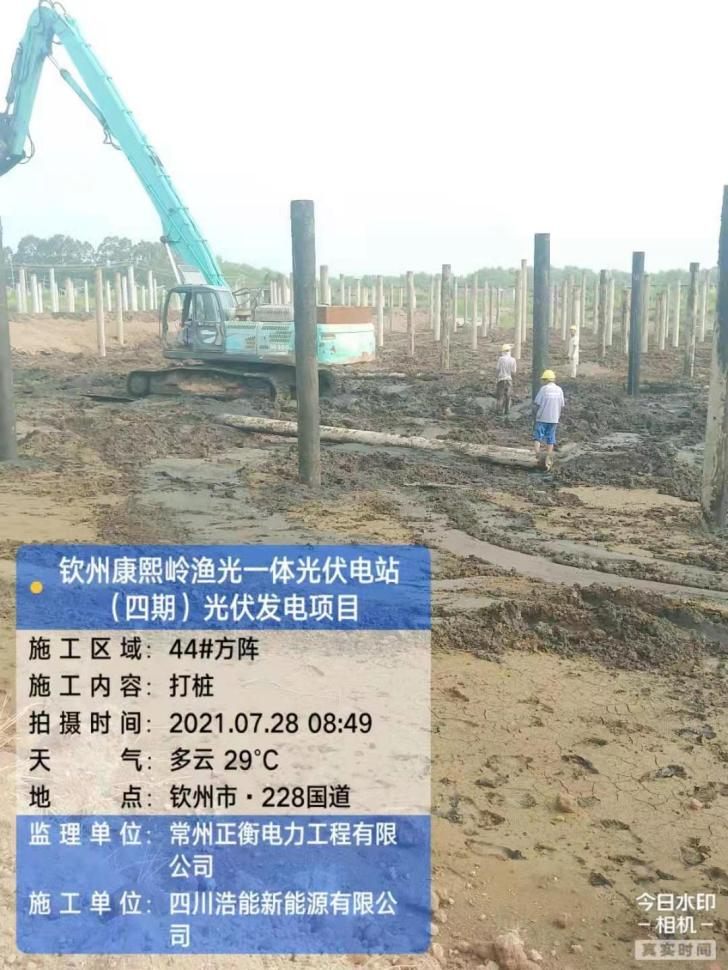 钦州康熙岭渔光一体光伏电站
（四期）光伏发电项目
施工区域：44#方阵
施工内容：打桩
拍摄时间：2021.07.28 08:49
天气：多云 29°C
地点：钦州市·228国道
监理单位：常州正衡电力工程有限
公司
施工单位：四川浩能新能源有限公
司
今日水印
-相机-
真实时间